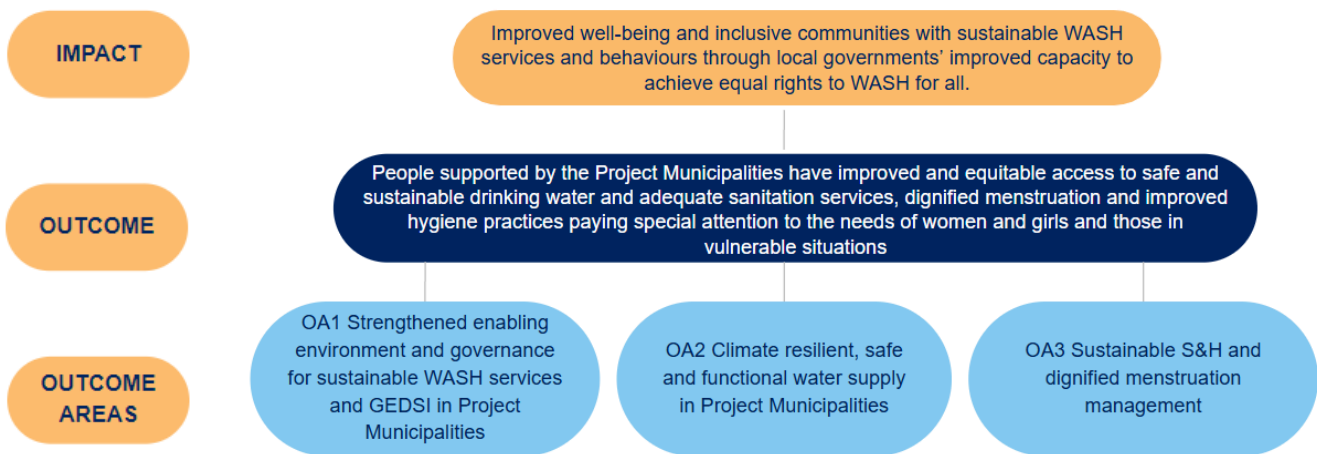 IMPACT
Improved well-being and inclusive communities with sustainable WASH
services and behaviours through local governments’ improved capacity to
achieve equal rights to WASH for all.
OUTCOME
People supported by the Project Municipalities have improved and equitable access to safe and
sustainable drinking water and adequate sanitation services, dignified menstruation and improved
hygiene practices paying special attention to the needs of women and girls and those in
vulnerable situations
OUTCOME
AREAS
OA1 Strengthened enabling
environment and governance
for sustainable WASH services
and GEDSI in Project
Municipalities
OA2 Climate resilient, safe
and functional water supply
in Project Municipalities
OA3 Sustainable S&H and
dignified menstruation
management